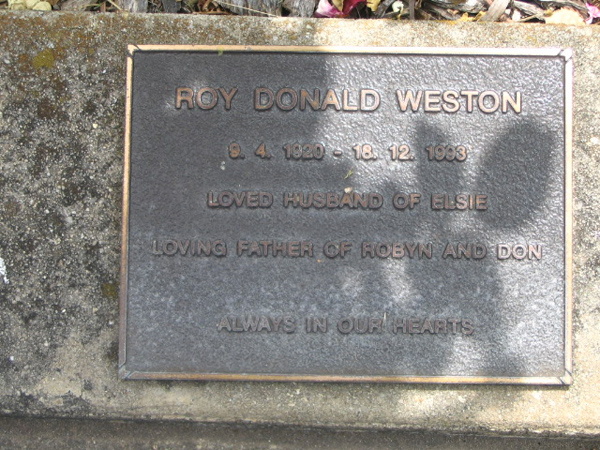 ROY DONALD WESTON
9. 4. 1920 - 18. 12. 1993
LOVED HUSBAND OF ELSIE
LOVING FATHER OF ROBYN AND DON
ALWAYS IN OUR HEARTS